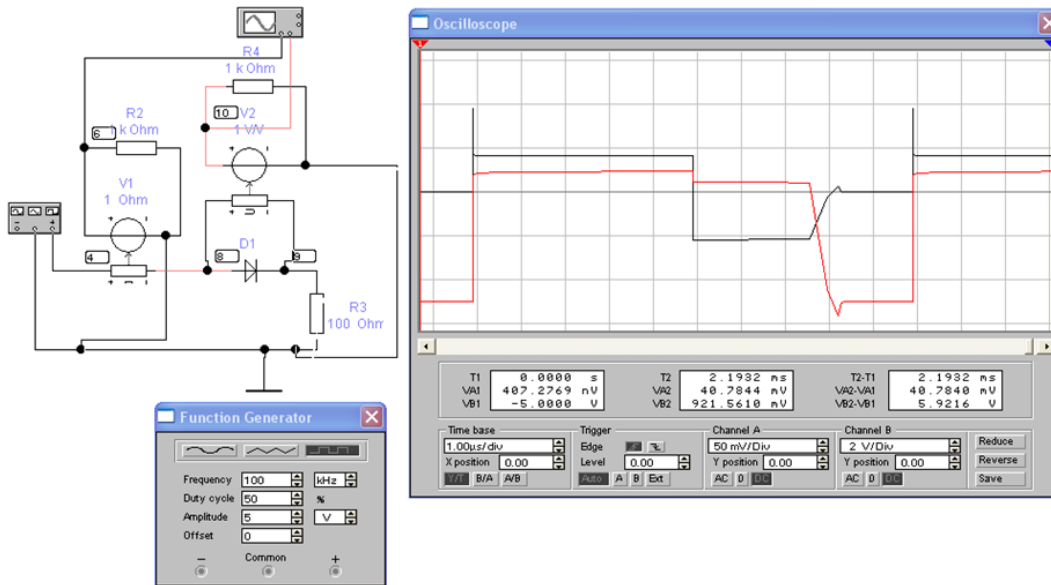 R4
1 k Ohm
R2
1 k Ohm
6
10
V2
1 V/V
V1
1 Ohm
4
D1
8
9
R3
100 Ohm
Oscilloscope
T1 0.0000 s
VA1 407.2769 nV
VB1 -5.0000 V
T2 2.1932 ms
VA2 40.7844 mV
VB2 921.5610 mV
T2-T1 2.1932 ms
VA2-VA1 40.7840 mV
VB2-VB1 5.9216 V
Time base
1.00µs/div
X position 0.00
Y/T B/A A/B
Trigger
Edge
Level 0.00
Auto A B Ext
Channel A
50 mV/Div
Y position 0.00
AC 0 DC
Channel B
2 V/Div
Y position 0.00
AC 0 DC
Reduce
Reverse
Save
Function Generator
Frequency 100 kHz
Duty cycle 50 %
Amplitude 5 V
Offset 0
− Common +